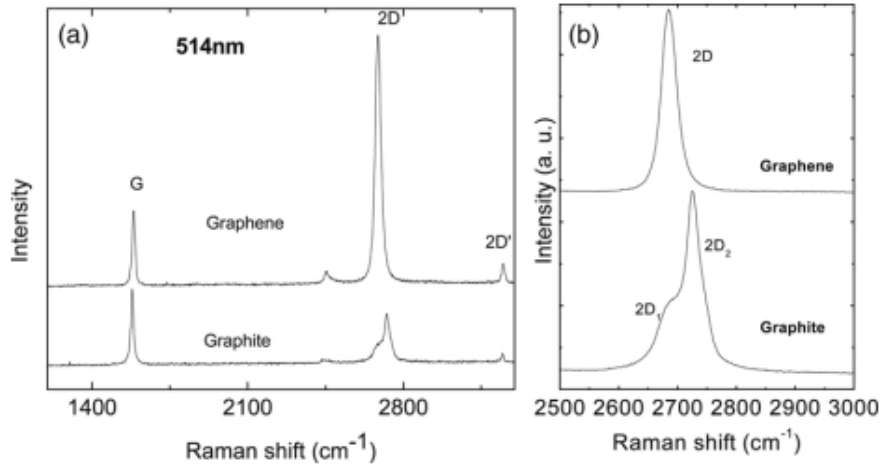 (a)
514nm
2D
G
Graphene
2D'
Graphite
Intensity
1400 2100 2800
Raman shift (cm-1)
(b)
2D
Graphene
2D2
2D1
Graphite
Intensity (a. u.)
2500 2600 2700 2800 2900 3000
Raman shift (cm-1)